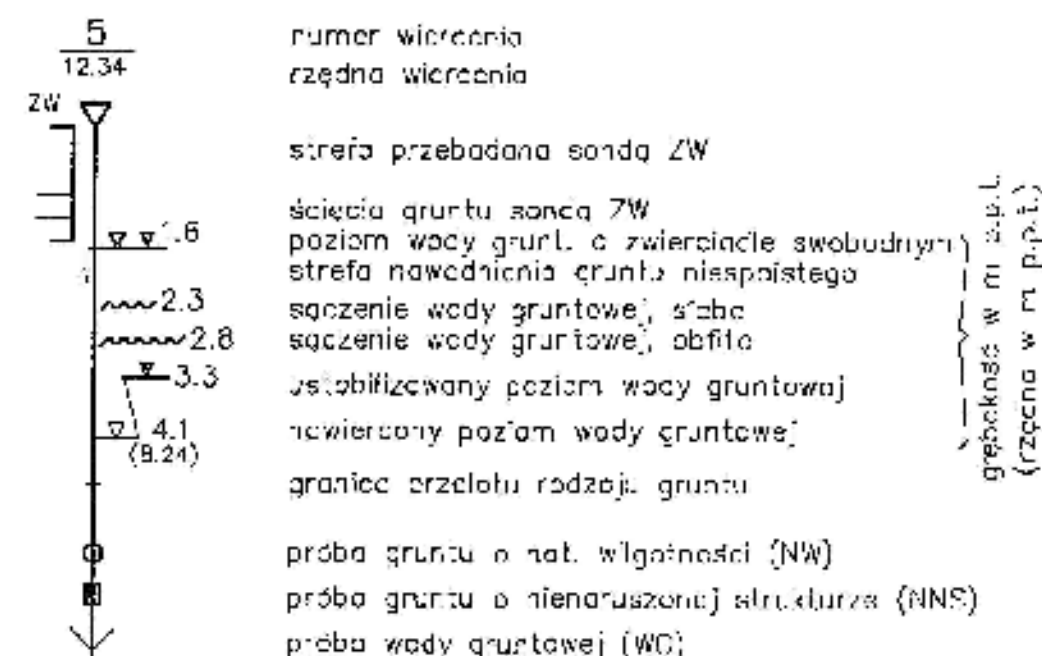 5 numer wiercenia
12.34 rzędna wiercenia
ZW
strefa przebadana sondą ZW
ścięcia gruntu sondą ZW
1.6 poziom wody grunt. o zwierciadle swobodnym
strefa nawodnienia gruntu niespoistego
2.3 sączenie wody gruntowej, słabe
2.8 sączenie wody gruntowej, obfite
3.3 ustabilizowany poziom wody gruntowej
4.1 nawiercony poziom wody gruntowej
(8.24)
granica przelotu rodzaju gruntu
próba gruntu o nat. wilgotności (NW)
próba gruntu o nienaruszonej strukturze (NNS)
próba wody gruntowej (WG)
głębokość w m p.p.t.
(rzędna w m p.p.t.)